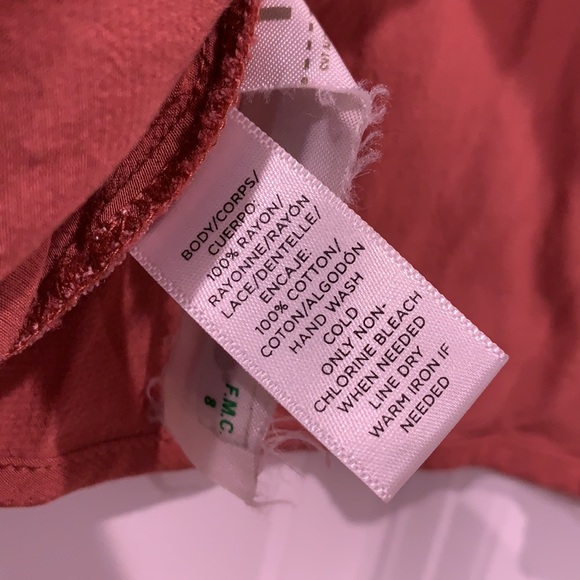 BODY/CORPS/
CUERPO:
100% RAYON/
RAYONNE/RAYÓN
LACE/DENTELLE/
ENCAJE:
100% COTTON/
COTON/ALGODÓN
HAND WASH
COLD
ONLY NON-
CHLORINE BLEACH
WHEN NEEDED
LINE DRY
WARM IRON IF
NEEDED
F.M.C.
8